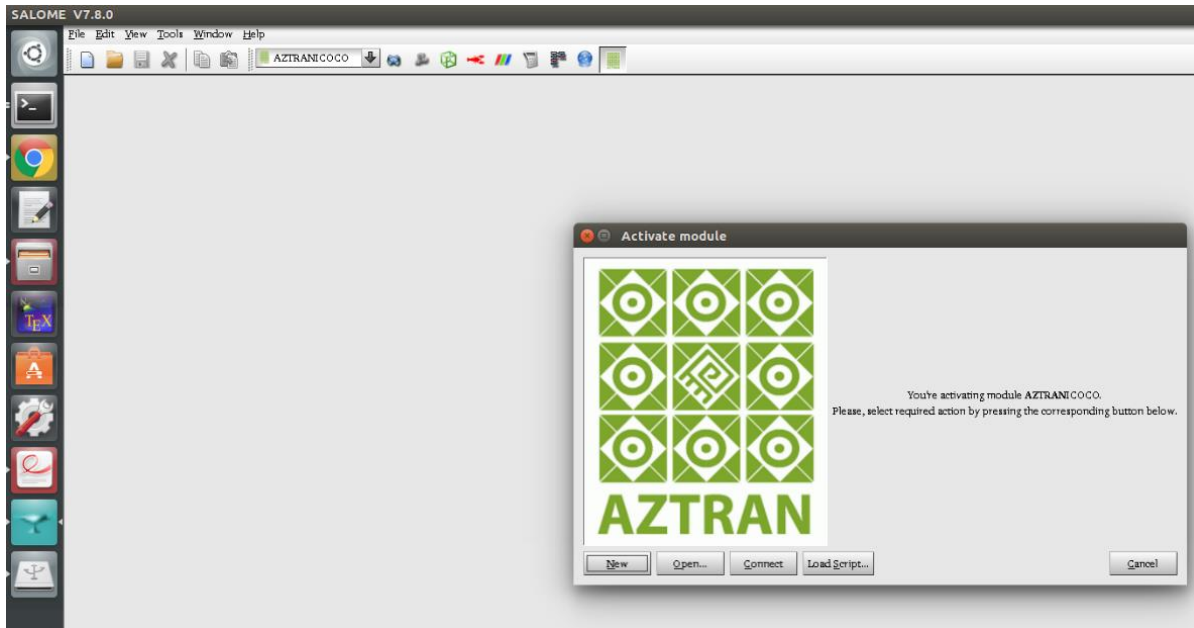 SALOME V7.8.0
File Edit View Tools Window Help
AZTRANICOCO
Activate module
TEX
You're activating module AZTRANICOCO.
Please, select required action by pressing the corresponding button below.
AZTRAN
New Open... Connect Load Script... Cancel